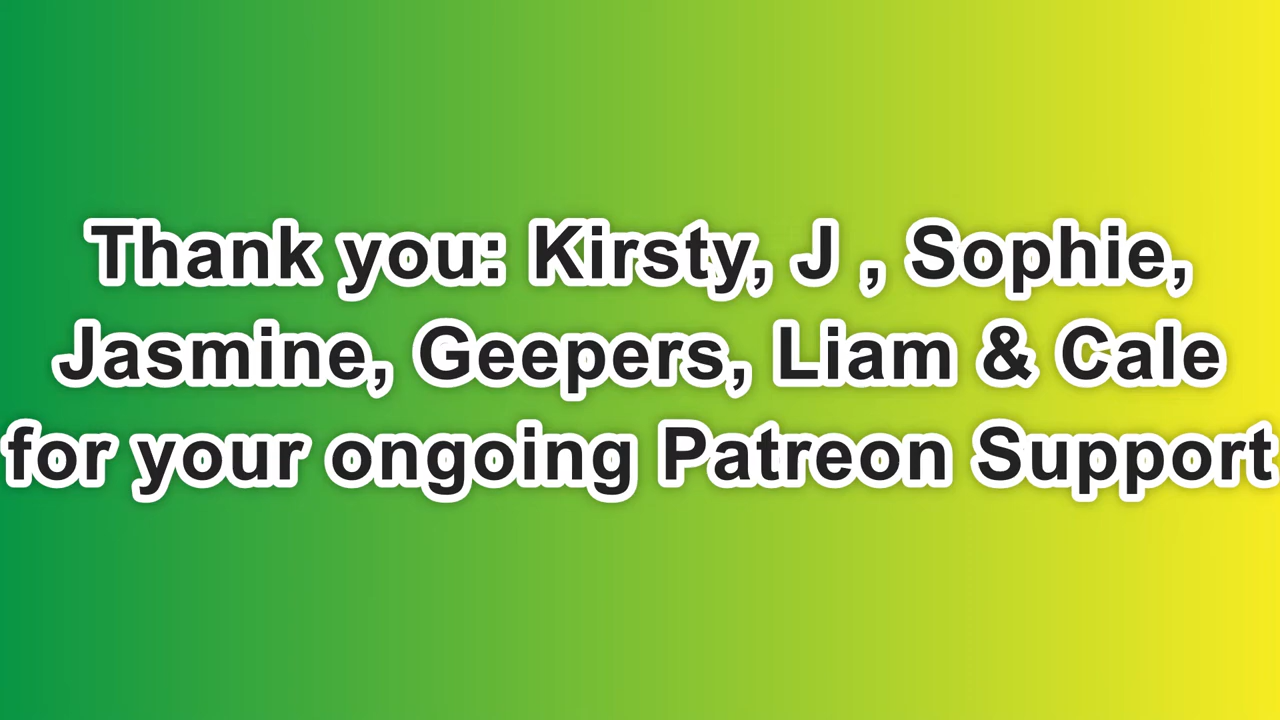 Thank you: Kirsty, J , Sophie,
Jasmine, Geepers, Liam & Cale
for your ongoing Patreon Support